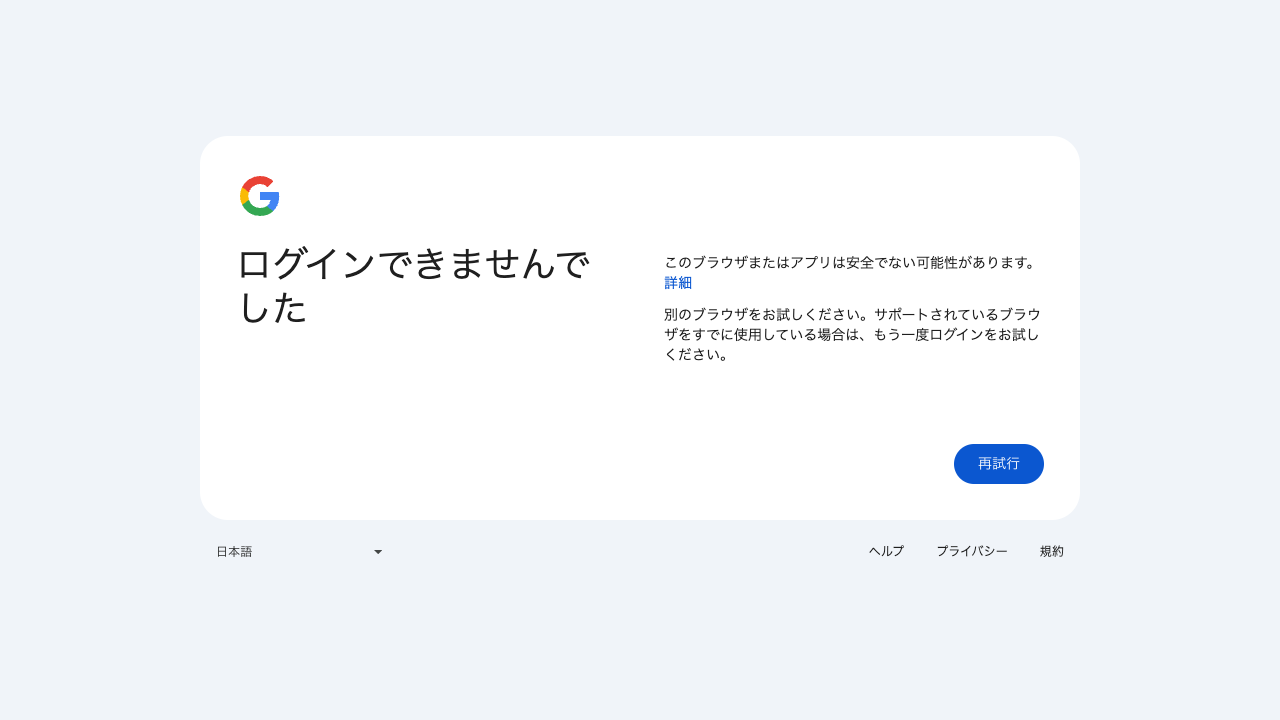 ログインできませんで
した
このブラウザまたはアプリは安全でない可能性があります。
詳細
別のブラウザをお試しください。サポートされているブラウ
ザをすでに使用している場合は、もう一度ログインをお試し
ください。
再試行
日本語
ヘルプ プライバシー 規約